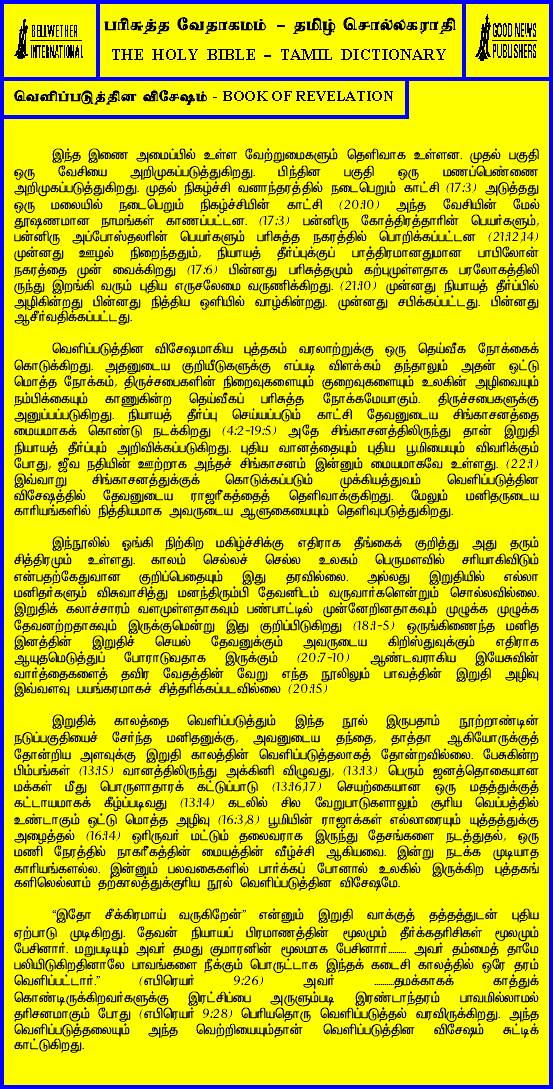 BELLWETHER
INTERNATIONAL
பரிசுத்த வேதாகமம் – தமிழ் சொல்லகராதி
THE HOLY BIBLE – TAMIL DICTIONARY
GOOD NEWS
PUBLISHERS
வெளிப்படுத்தின விசேஷம் - BOOK OF REVELATION
இந்த இணை அமைப்பில் உள்ள வேற்றுமைகளும் தெளிவாக உள்ளன. முதல் பகுதி
ஒரு வேசியை அறிமுகப்படுத்துகிறது. பிந்தின பகுதி ஒரு மணப்பெண்ணை
அறிமுகப்படுத்துகிறது. முதல் நிகழ்ச்சி வனாந்தரத்தில் நடைபெறும் காட்சி (17:3) அடுத்தது
ஒரு மலையில் நடைபெறும் நிகழ்ச்சியின் காட்சி (20:10) அந்த வேசியின் மேல்
தூஷணமான நாமங்கள் காணப்பட்டன. (17:3) பன்னிரு கோத்திரத்தாரின் பெயர்களும்,
பன்னிரு அப்போஸ்தலரின் பெயர்களும் பரிசுத்த நகரத்தில் பொறிக்கப்பட்டன (21:12,14)
முன்னது ஊழல் நிறைந்ததும், நியாயத் தீர்ப்புக்குப் பாத்திரமானதுமான பாபிலோன்
நகரத்தை முன் வைக்கிறது (17:6) பின்னது பரிசுத்தமும் கற்புமுள்ளதாக பரலோகத்திலி
ருந்து இறங்கி வரும் புதிய எருசலேமை வருணிக்கிறது. (21:10) முன்னது நியாயத் தீர்ப்பில்
அழிகின்றது பின்னது நித்திய ஒளியில் வாழ்கின்றது. முன்னது சபிக்கப்பட்டது. பின்னது
ஆசீர்வதிக்கப்பட்டது.
வெளிப்படுத்தின விசேஷமாகிய புத்தகம் வரலாற்றுக்கு ஒரு தெய்வீக நோக்கைக்
கொடுக்கிறது. அதனுடைய குறியீடுகளுக்கு எப்படி விளக்கம் தந்தாலும் அதன் ஒட்டு
மொத்த நோக்கம், திருச்சபைகளின் நிறைவுகளையும் குறைவுகளையும் உலகின் அழிவையும்
நம்பிக்கையும் காணுகின்ற தெய்வீகப் பரிசுத்த நோக்கமேயாகும். திருச்சபைகளுக்கு
அனுப்பப்படுகிறது. நியாயத் தீர்ப்பு செய்யப்படும் காட்சி தேவனுடைய சிங்காசனத்தை
மையமாகக் கொண்டு நடக்கிறது (4:2-19:5) அதே சிங்காசனத்திலிருந்து தான் இறுதி
நியாயத் தீர்ப்பும் அறிவிக்கப்படுகிறது. புதிய வானத்தையும் புதிய பூமியையும் விவரிக்கும்
போது, ஜீவ நதியின் ஊற்றாக அந்தச் சிங்காசனம் இன்னும் மையமாகவே உள்ளது. (22:1)
இவ்வாறு சிங்காசனத்துக்குக் கொடுக்கப்படும் முக்கியத்துவம் வெளிப்படுத்தின
விசேஷத்தில் தேவனுடைய ராஜரீகத்தைத் தெளிவாக்குகிறது. மேலும் மனிதருடைய
காரியங்களில் நித்தியமாக அவருடைய ஆளுகையையும் தெளிவுபடுத்துகிறது.
இந்நூலில் ஓங்கி நிற்கிற மகிழ்ச்சிக்கு எதிராக தீங்கைக் குறித்து அது தரும்
சித்திரமும் உள்ளது. காலம் செல்லச் செல்ல உலகம் பெருமளவில் சரியாகிவிடும்
என்பதற்கேதுவான குறிப்பெதையும் இது தரவில்லை. அல்லது இறுதியில் எல்லா
மனிதர்களும் விசுவாசித்து மனந்திரும்பி தேவனிடம் வருவார்களென்றும் சொல்லவில்லை.
இறுதிக் கலாச்சாரம் வளமுள்ளதாகவும் பண்பாட்டில் முன்னேறினதாகவும் முழுக்க முழுக்க
தேவனற்றதாகவும் இருக்குமென்று இது குறிப்பிடுகிறது (18:1-5) ஒருங்கிணைந்த மனித
இனத்தின் இறுதிச் செயல் தேவனுக்கும் அவருடைய கிறிஸ்துவுக்கும் எதிராக
ஆயுதமெடுத்துப் போராடுவதாக இருக்கும் (20:7-10) ஆண்டவராகிய இயேசுவின்
வார்த்தைகளைத் தவிர வேதத்தின் வேறு எந்த நூலிலும் பாவத்தின் இறுதி அழிவு
இவ்வளவு பயங்கரமாகச் சித்தரிக்கப்படவில்லை (20:15)
இறுதிக் காலத்தை வெளிப்படுத்தும் இந்த நூல் இருபதாம் நூற்றாண்டின்
நடுப்பகுதியைச் சேர்ந்த மனிதனுக்கு, அவனுடைய தந்தை, தாத்தா ஆகியோருக்குத்
தோன்றிய அளவுக்கு இறுதி காலத்தின் வெளிப்படுத்தலாகத் தோன்றவில்லை. பேசுகின்ற
பிம்பங்கள் (13:15) வானத்திலிருந்து அக்கினி விழுவது, (13:13) பெரும் ஜனத்தொகையான
மக்கள் மீது பொருளாதாரக் கட்டுப்பாடு (13:16,17) செயற்கையான ஒரு மதத்துக்குக்
கட்டாயமாகக் கீழ்ப்படிவது (13:14) கடலில் சில வேறுபாடுகளாலும் சூரிய வெப்பத்தில்
உண்டாகும் ஒட்டு மொத்த அழிவு (16:3,8) பூமியின் ராஜாக்கள் எல்லாரையும் யுத்தத்துக்கு
அழைத்தல் (16:14) ஒரிருவர் மட்டும் தலைவராக இருந்து தேசங்களை நடத்துதல், ஒரு
மணி நேரத்தில் நாகரீகத்தின் மையத்தின் வீழ்ச்சி ஆகியவை. இன்று நடக்க முடியாத
காரியங்களல்ல. இன்னும் பலவகைகளில் பார்க்கப் போனால் உலகில் இருக்கிற புத்தகங்
களிலெல்லாம் தற்காலத்துக்குரிய நூல் வெளிப்படுத்தின விசேஷமே.
“இதோ சீக்கிரமாய் வருகிறேன்” என்னும் இறுதி வாக்குத் தத்தத்துடன் புதிய
ஏற்பாடு முடிகிறது. தேவன் நியாயப் பிரமாணத்தின் மூலமும் தீர்க்கதரிசிகள் மூலமும்
பேசினார். மறுபடியும் அவர் தமது குமாரனின் மூலமாக பேசினார்......... அவர் தம்மைத் தாமே
பலியிடுகிறதினாலே பாவங்களை நீக்கும் பொருட்டாக இந்தக் கடைசி காலத்தில் ஒரே தரம்
வெளிப்பட்டார்.” (எபிரெயர் 9:26) அவர் .........தமக்காகக் காத்துக்
கொண்டிருக்கிறவர்களுக்கு இரட்சிப்பை அருளும்படி இரண்டாந்தரம் பாவமில்லாமல்
தரிசனமாகும் போது (எபிரெயர் 9:28) பெரியதொரு வெளிப்படுத்தல் வரவிருக்கிறது. அந்த
வெளிப்படுத்தலையும் அந்த வெற்றியையும்தான் வெளிப்படுத்தின விசேஷம் சுட்டிக்
காட்டுகிறது.